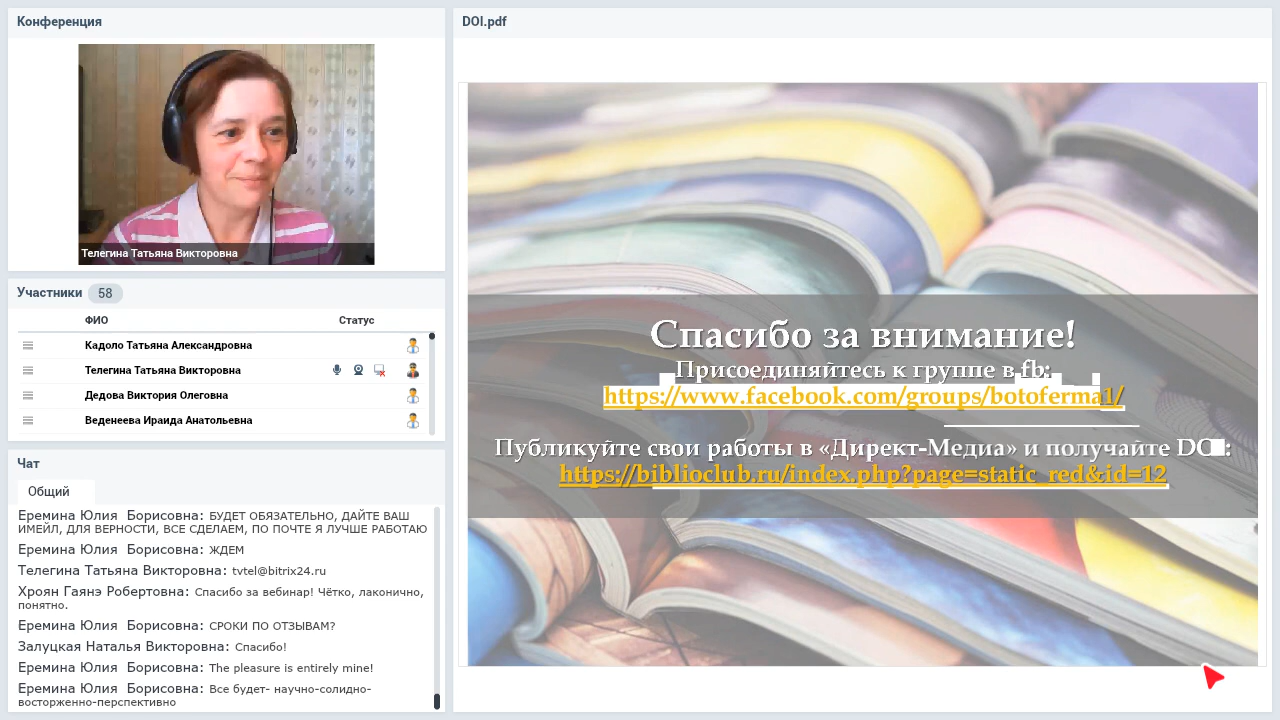 Конференция
Телегина Татьяна Викторовна
Участники 58
ФИО Статус
Кадоло Татьяна Александровна
Телегина Татьяна Викторовна
Дедова Виктория Олеговна
Веденеева Ираида Анатольевна
Чат
Общий
Еремина Юлия Борисовна: БУДЕТ ОБЯЗАТЕЛЬНО, ДАЙТЕ ВАШ
ИМЕЙЛ, ДЛЯ ВЕРНОСТИ, ВСЕ СДЕЛАЕМ, ПО ПОЧТЕ Я ЛУЧШЕ РАБОТАЮ
Еремина Юлия Борисовна: ЖДЕМ
Телегина Татьяна Викторовна: tvtel@bitrix24.ru
Хроян Гаянэ Робертовна: Спасибо за вебинар! Чётко, лаконично,
понятно.
Еремина Юлия Борисовна: СРОКИ ПО ОТЗЫВАМ?
Залуцкая Наталья Викторовна: Спасибо!
Еремина Юлия Борисовна: The pleasure is entirely mine!
Еремина Юлия Борисовна: Все будет- научно-солидно-
восторженно-перспективно
DOI.pdf
Спасибо за внимание!
Присоединяйтесь к группе в fb:
https://www.facebook.com/groups/botoferma1/
Публикуйте свои работы в «Директ-Медиа» и получайте DOI:
https://biblioclub.ru/index.php?page=static_red&id=12